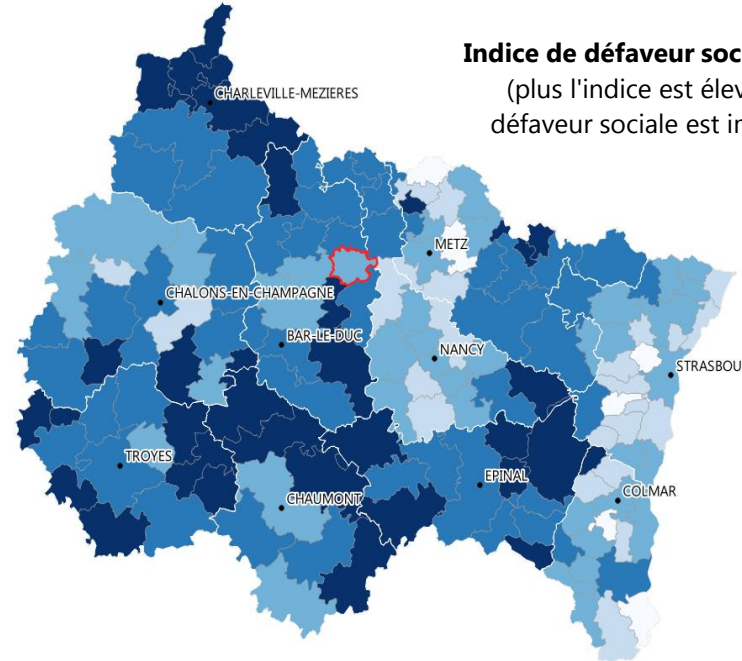 Indice de défaveur soc
(plus l'indice est élev
défaveur sociale est in
CHARLEVILLE-MEZIERES
METZ
CHALONS-EN-CHAMPAGNE
BAR-LE-DUC
NANCY
STRASBOU
TROYES
EPINAL
CHAUMONT
COLMAR